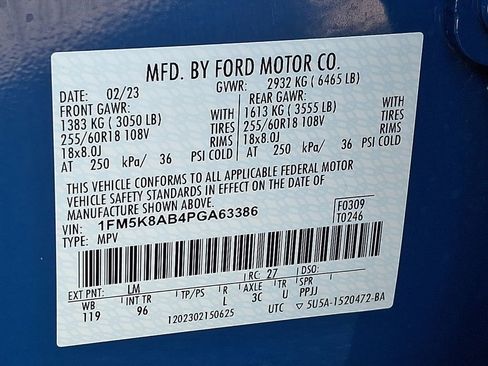 MFD. BY FORD MOTOR CO.
DATE: 02/23 GVWR: 2932 KG ( 6465 LB)
FRONT GAWR: REAR GAWR:
1383 KG ( 3050 LB) WITH 1613 KG ( 3555 LB) WITH
255/60R18 108V TIRES 255/60R18 108V TIRES
18x8.0J RIMS 18x8.0J RIMS
AT 250 kPa/ 36 PSI COLD AT 250 kPa/ 36 PSI COLD
THIS VEHICLE CONFORMS TO ALL APPLICABLE FEDERAL MOTOR
VEHICLE SAFETY STANDARDS IN EFFECT ON THE DATE OF
MANUFACTURE SHOWN ABOVE.
VIN: 1FM5K8AB4PGA63386 F0309
TYPE: MPV T0246
EXT PNT: LM RC: 27 DSO:
WB INT TR TP/PS R AXLE TR SPR
119 96 L 3C U PPJJ
1202302150625 UTC ▽ 5U5A-1520472-BA